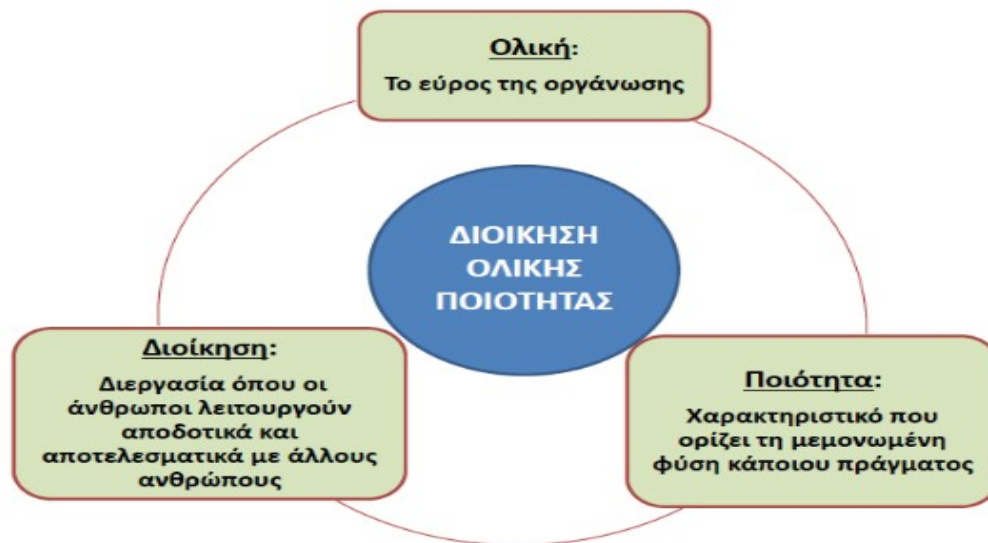 Ολική:
Το εύρος της οργάνωσης
ΔΙΟΙΚΗΣΗ
ΟΛΙΚΗΣ
ΠΟΙΟΤΗΤΑΣ
Διοίκηση:
Διεργασία όπου οι
άνθρωποι λειτουργούν
αποδοτικά και
αποτελεσματικά με άλλους
ανθρώπους
Ποιότητα:
Χαρακτηριστικό που
ορίζει τη μεμονωμένη
φύση κάποιου πράγματος